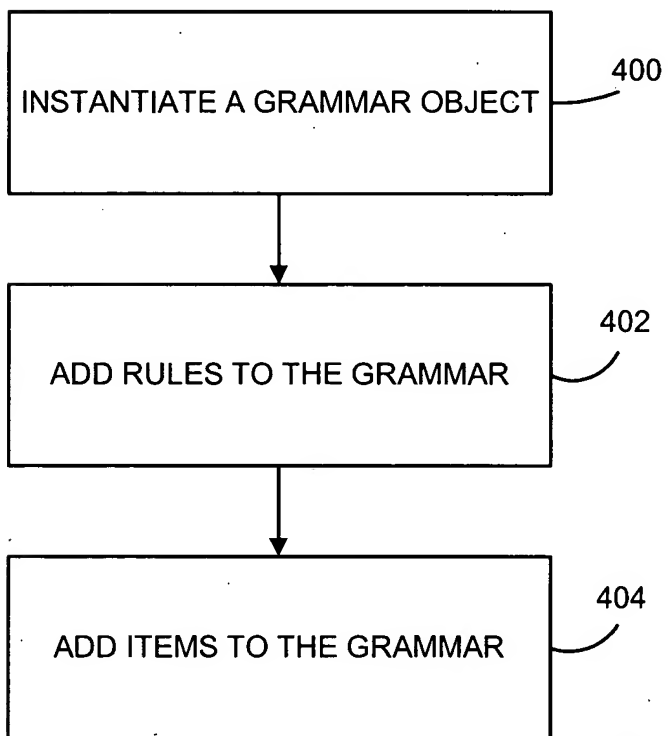 INSTANTIATE A GRAMMAR OBJECT
400
ADD RULES TO THE GRAMMAR
402
ADD ITEMS TO THE GRAMMAR
404